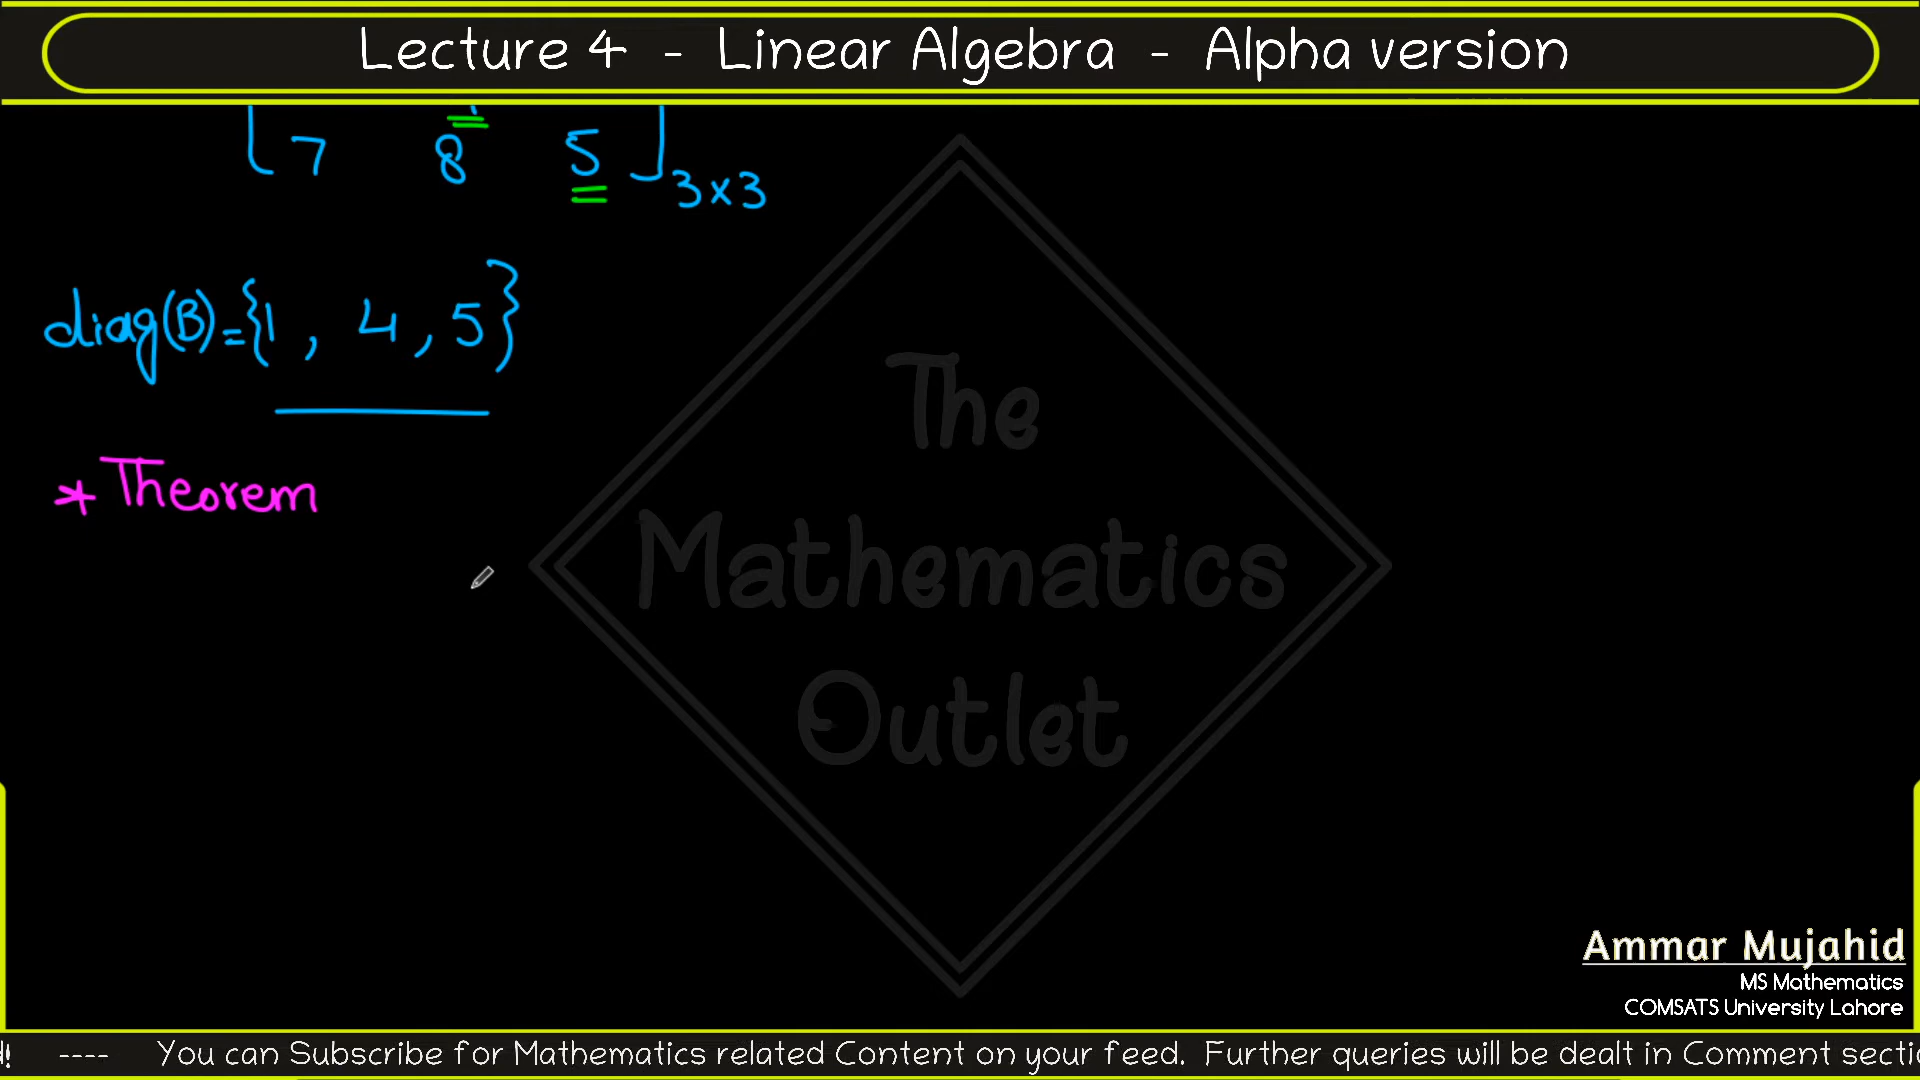 Lecture 4 - Linear Algebra - Alpha version
7 8 5 3×3
diag(B)={1, 4, 5}
* Theorem
The
Mathematics
Outlet
Ammar Mujahid
MS Mathematics
COMSATS University Lahore
! ---- You can Subscribe for Mathematics related Content on your feed. Further queries will be dealt in Comment secti